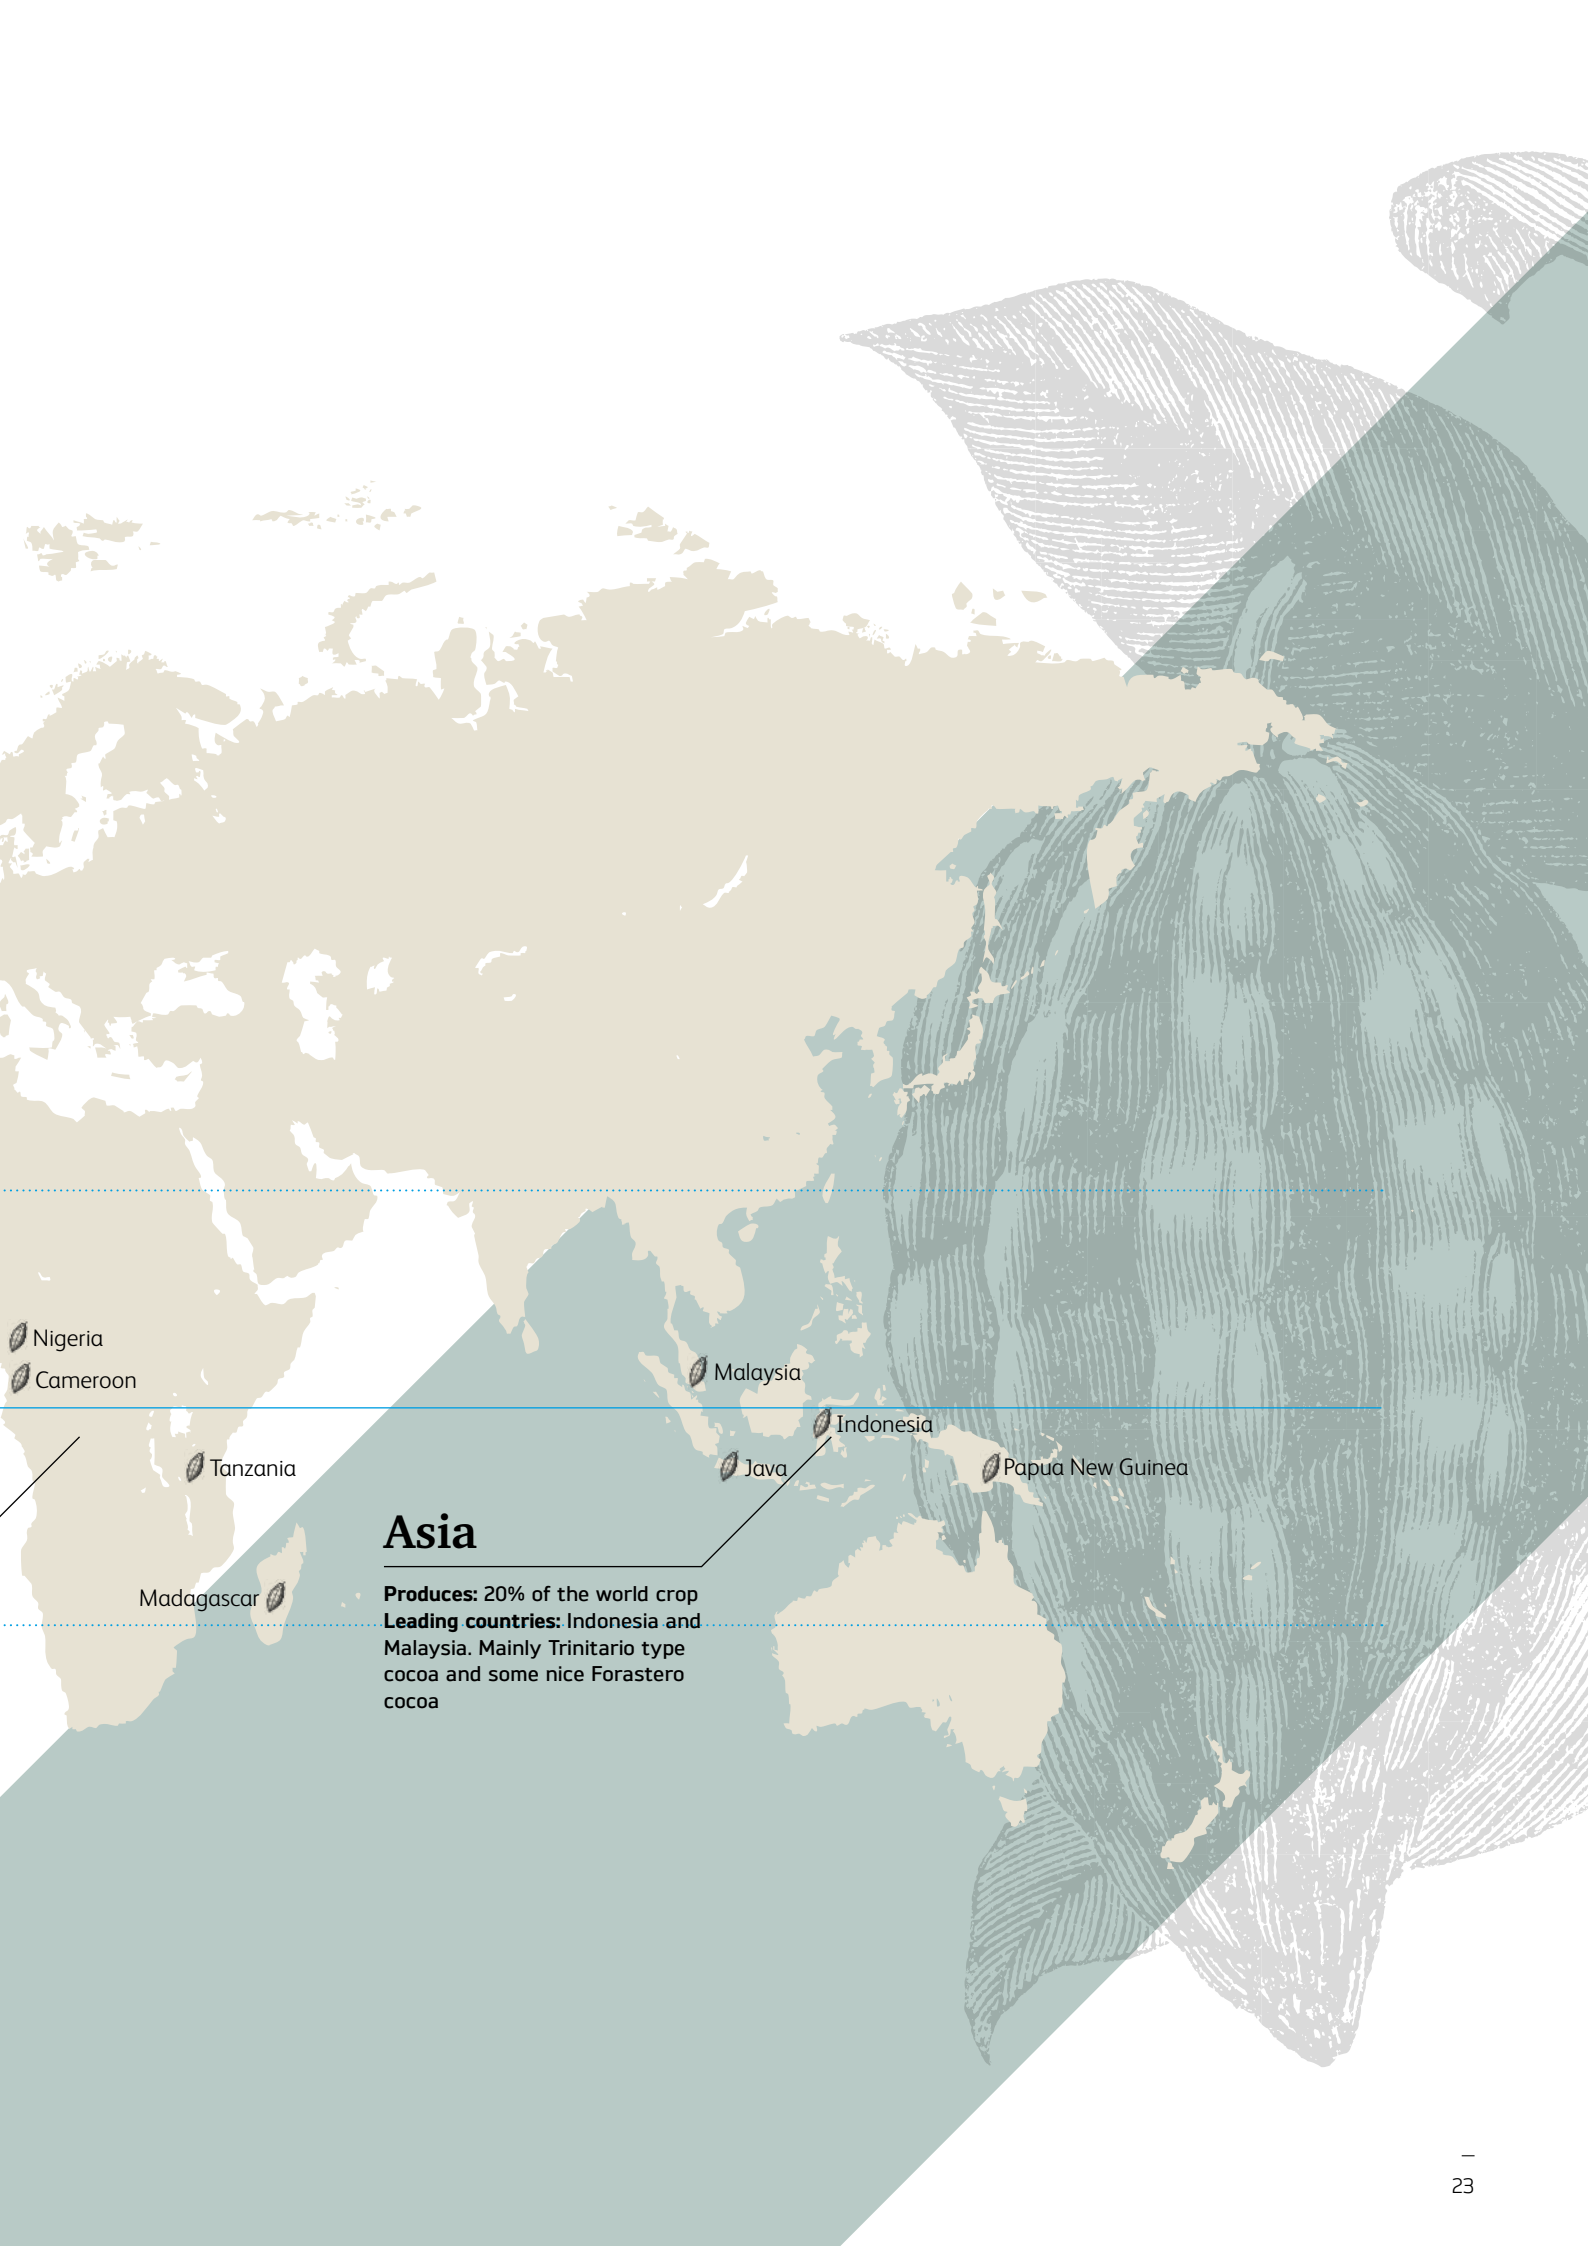 Nigeria
Cameroon
Malaysia
Indonesia
Tanzania
Java
Papua New Guinea
Madagascar
Asia
Produces: 20% of the world crop
Leading countries: Indonesia and
Malaysia. Mainly Trinitario type
cocoa and some nice Forastero
cocoa
—
23